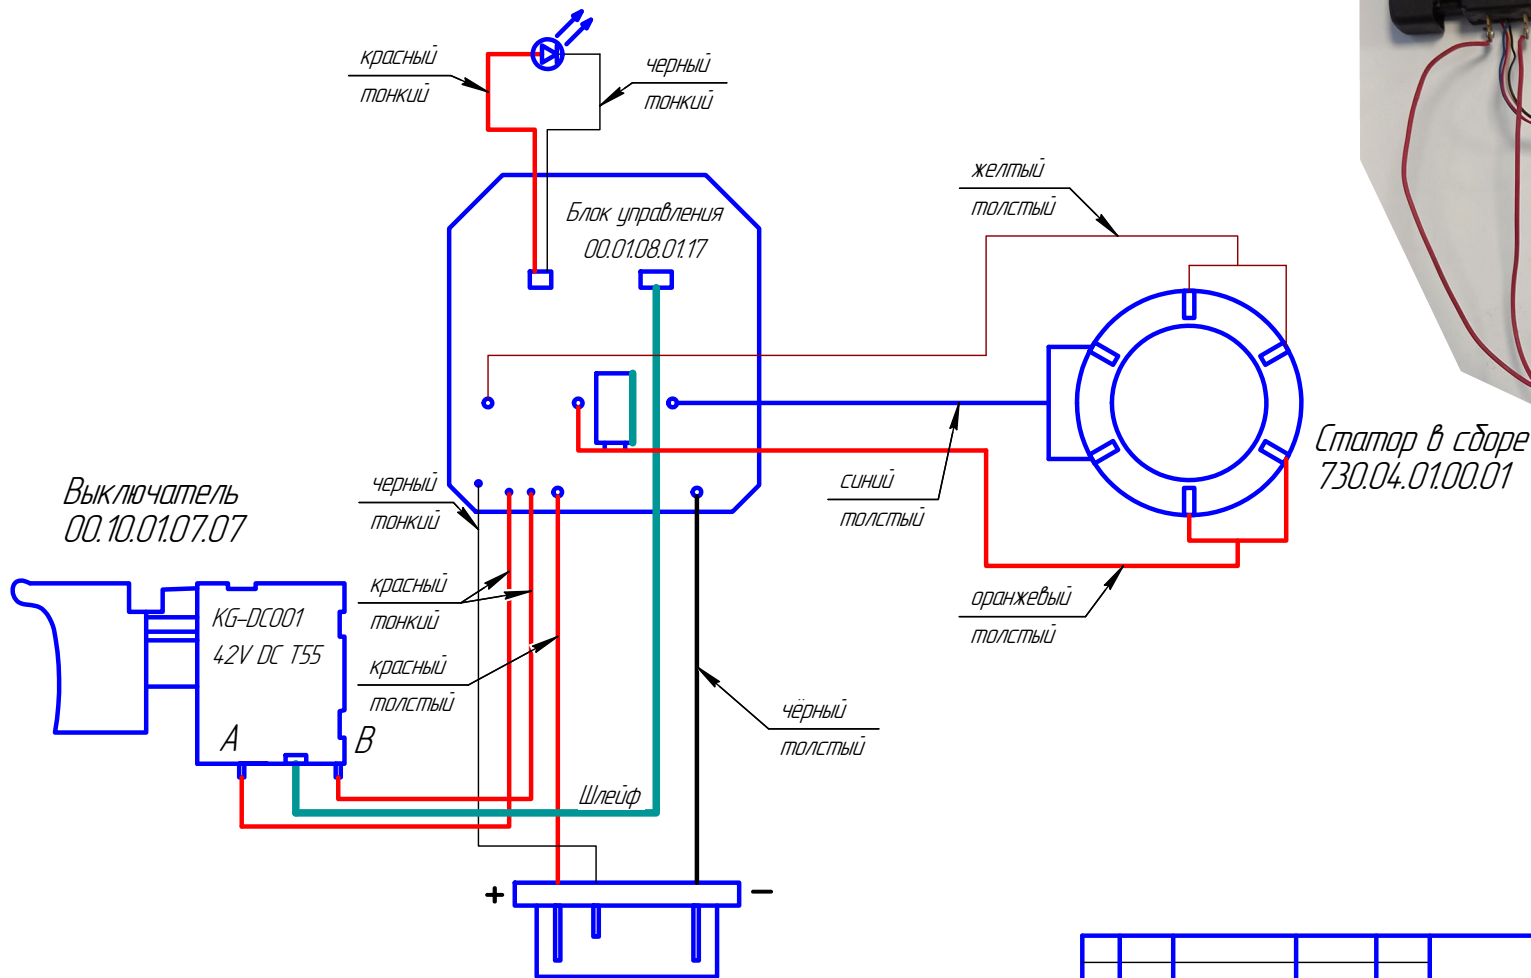 красный
тонкий
черный
тонкий
Блок управления
00.01.08.01.17
желтый
толстый
Статор в сборе
730.04.01.00.01
синий
толстый
оранжевый
толстый
Выключатель
00.10.01.07.07
KG-DC001
42V DC T55
A
B
черный
тонкий
красный
тонкий
красный
толстый
чёрный
толстый
Шлейф
+
−